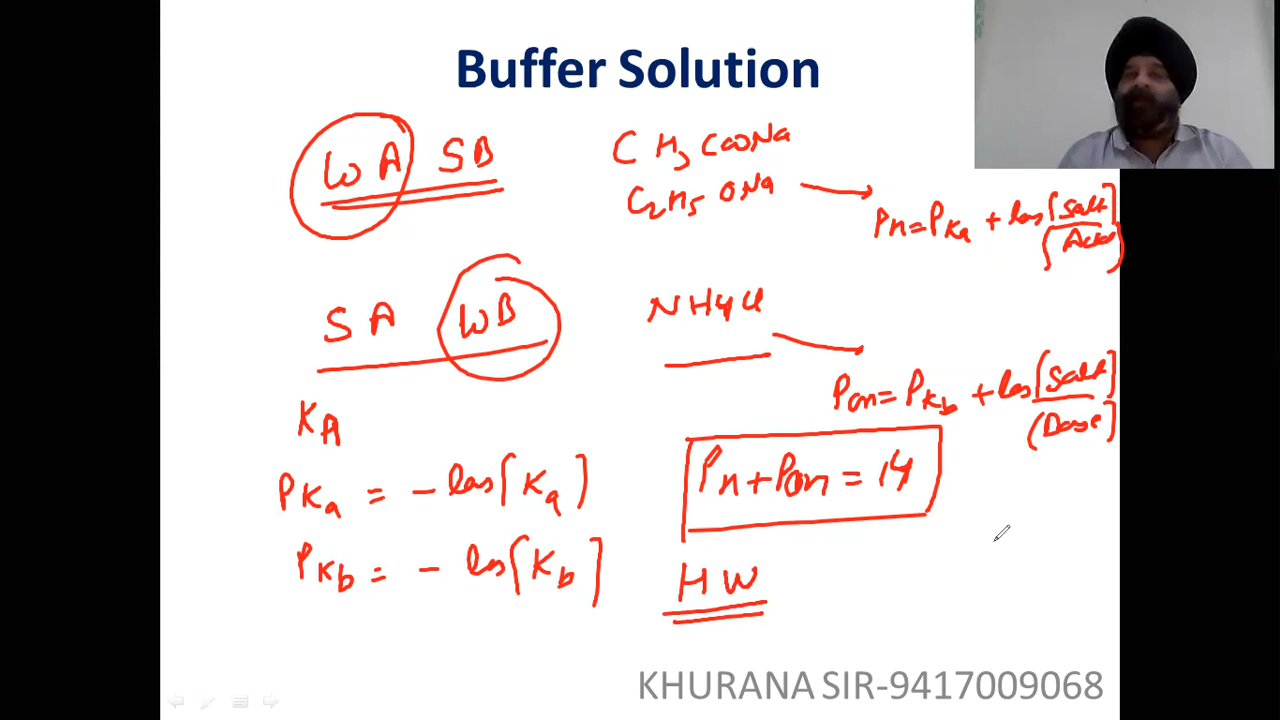 Buffer Solution
WA SB
CH3COONa
C2H5ONa
PH = PKa + log [Salt] / [Acid]
SA WB
NH4Cl
POH = PKb + log [Salt] / [Base]
KA
PKa = - log [Ka]
PH + POH = 14
PKb = - log [Kb]
HW
KHURANA SIR-9417009068